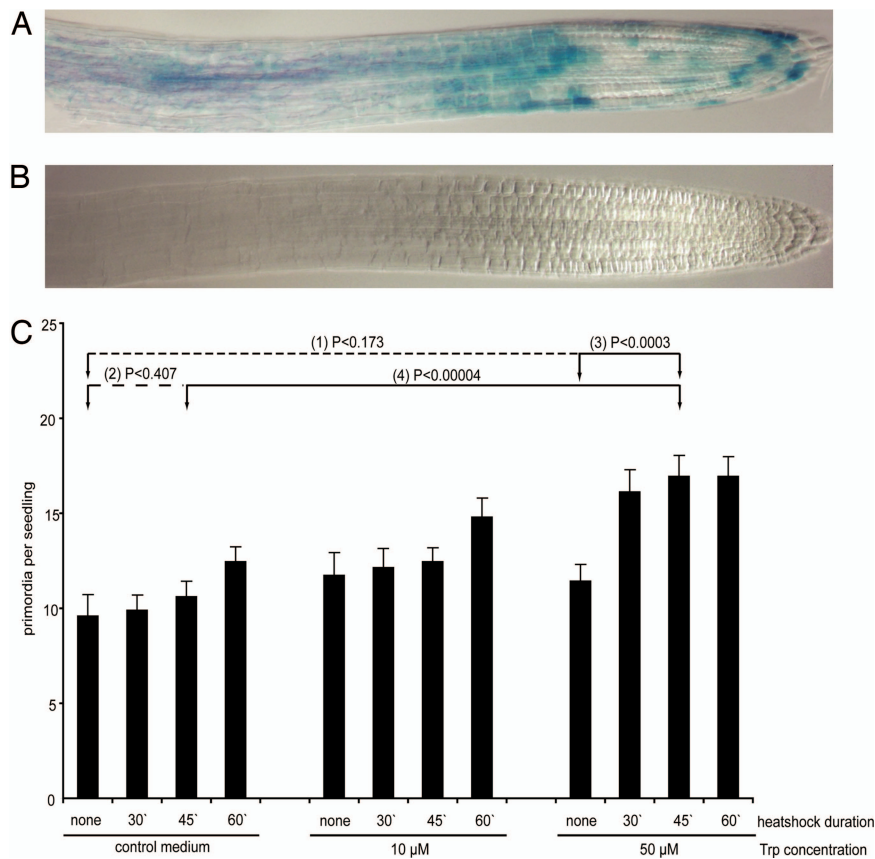 A
B
C
25
20
15
10
5
0
primordia per seedling
(1) P<0.173
(3) P<0.0003
(2) P<0.407
(4) P<0.00004
none 30` 45` 60` none 30` 45` 60` none 30` 45` 60` heatshock duration
control medium 10 µM 50 µM Trp concentration